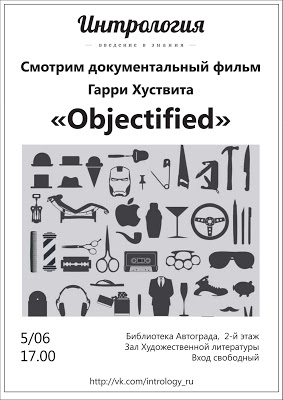 Интрология
введение в знания
Смотрим документальный фильм
Гарри Хуствита
«Objectified»
5/06
17.00
Библиотека Автограда, 2-й этаж
Зал Художественной литературы
Вход свободный
http://vk.com/intrology_ru